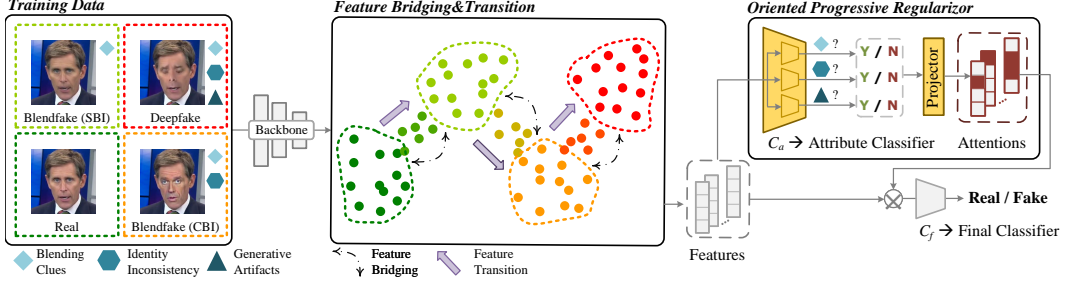 Training Data
Blendfake (SBI)
Deepfake
Real
Blendfake (CBI)
Blending
Clues
Identity
Inconsistency
Generative
Artifacts
Backbone
Feature Bridging&Transition
Feature
Bridging
Feature
Transition
Features
Oriented Progressive Regularizor
?
?
?
Y / N
Y / N
Y / N
Projector
...
Cₐ → Attribute Classifier
Attentions
Real / Fake
C_f → Final Classifier